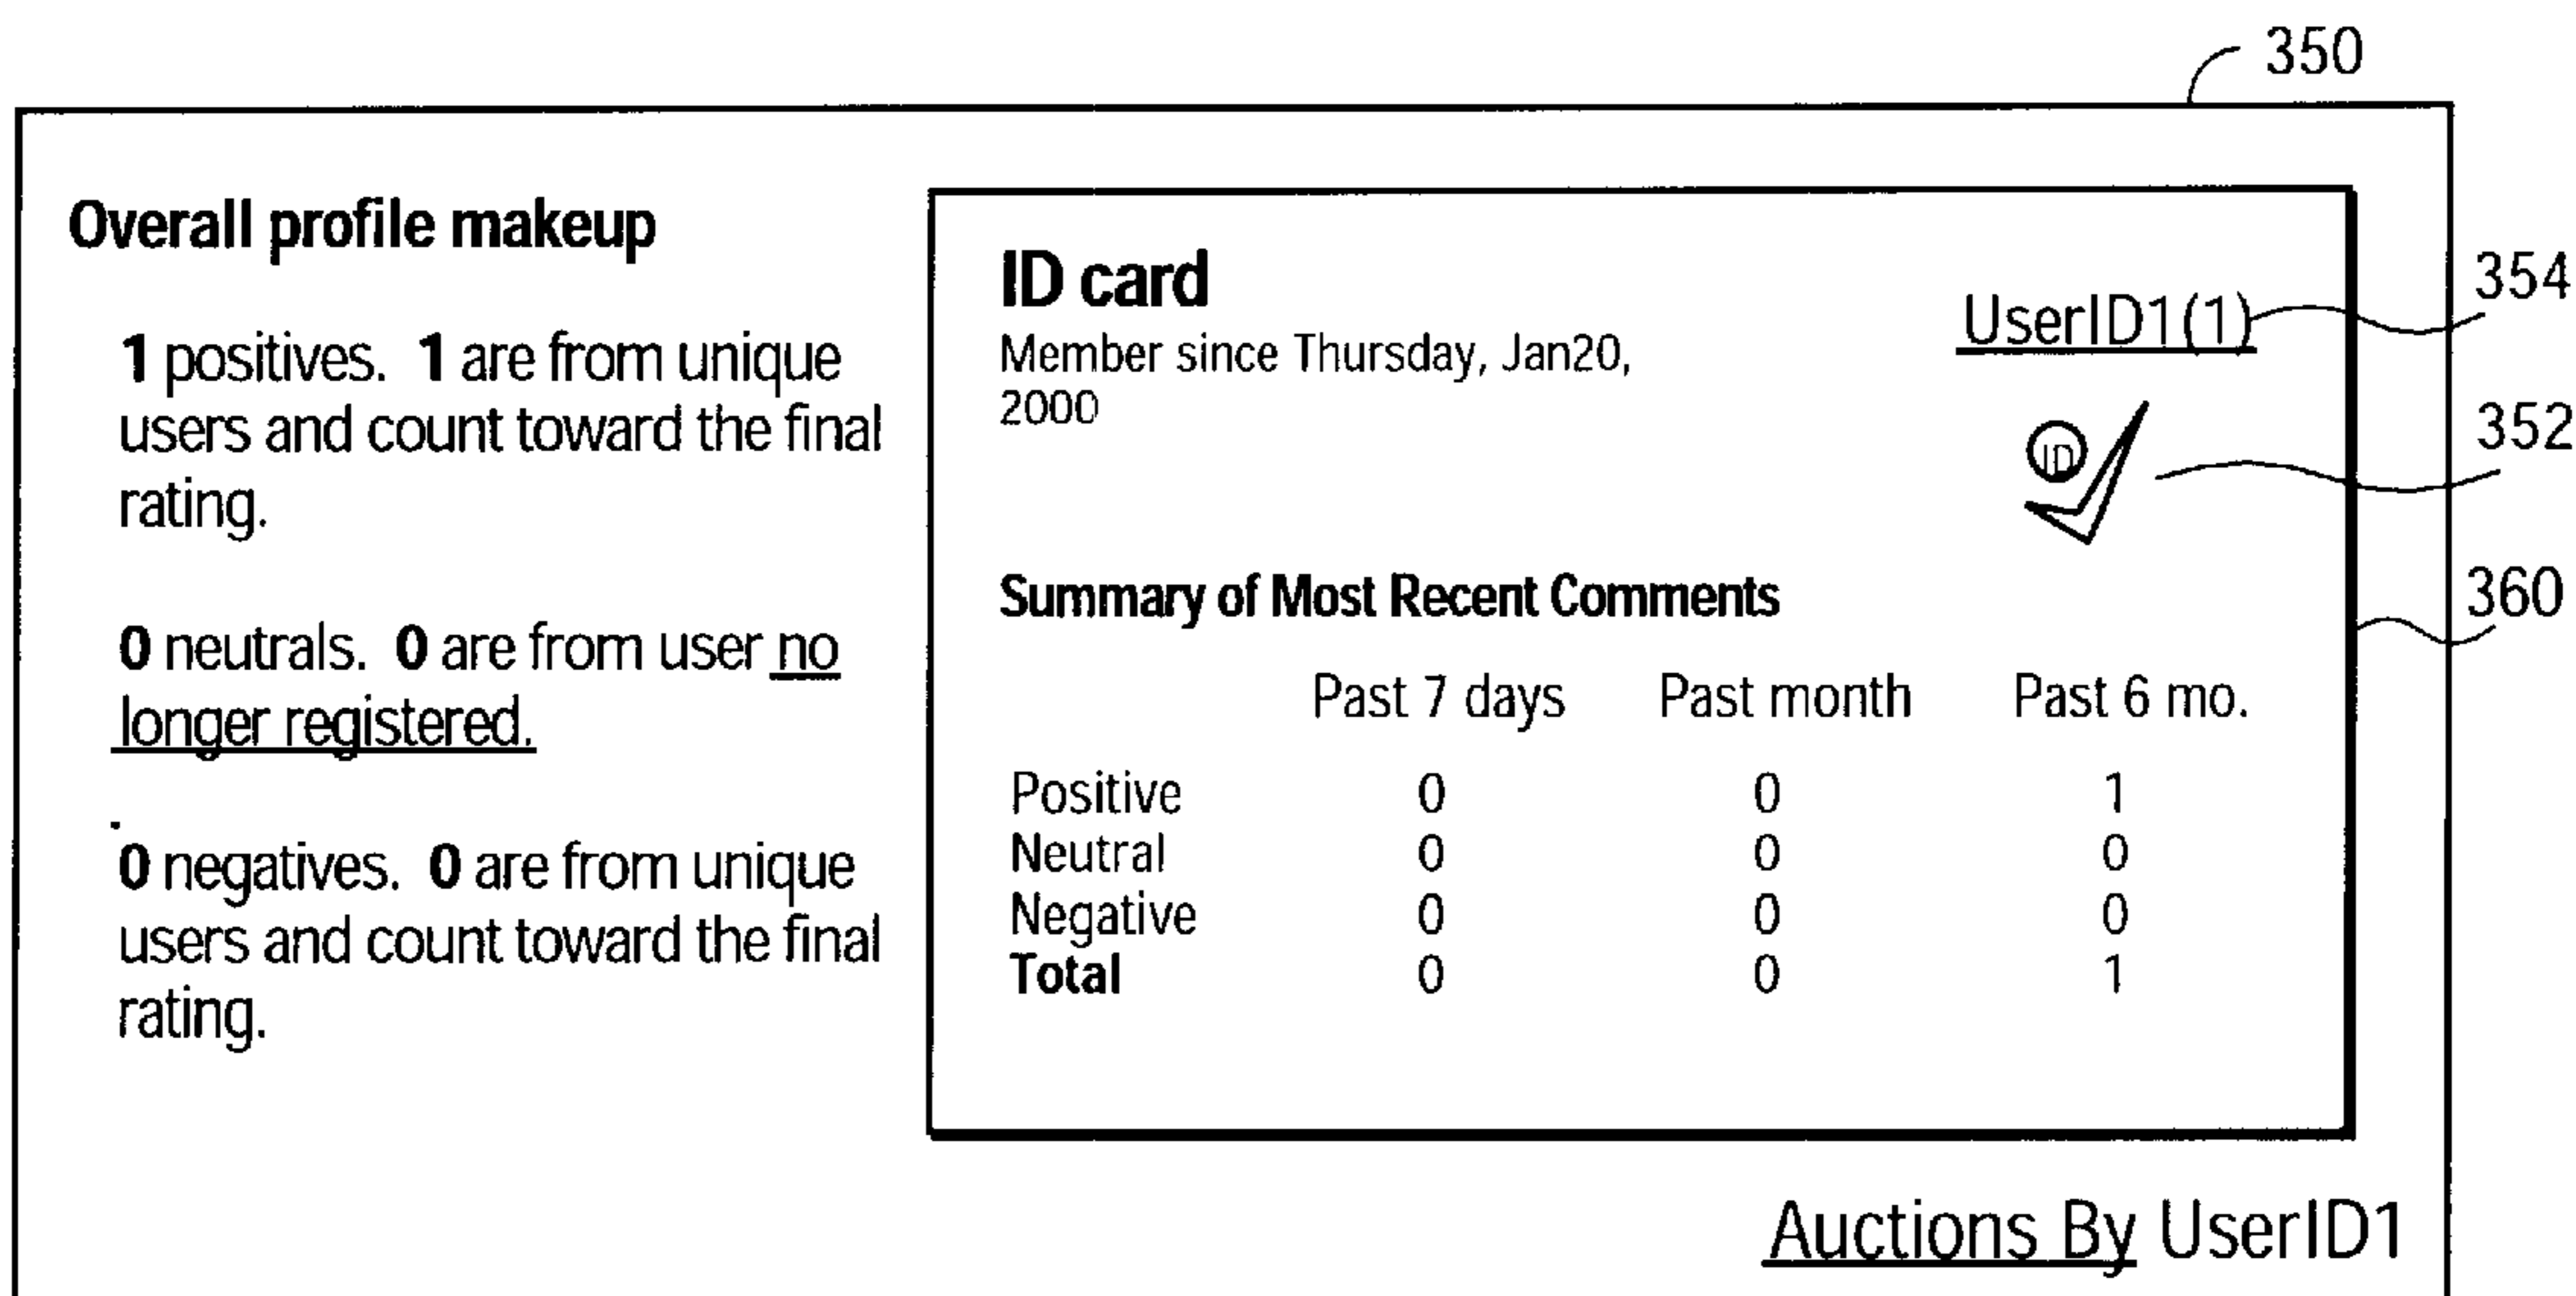 350
Overall profile makeup
1 positives. 1 are from unique
users and count toward the final
rating.
0 neutrals. 0 are from user no
longer registered.
0 negatives. 0 are from unique
users and count toward the final
rating.
ID card
Member since Thursday, Jan20,
2000
UserID1(1)
354
ID
352
360
Summary of Most Recent Comments
Past 7 days Past month Past 6 mo.
Positive 0 0 1
Neutral 0 0 0
Negative 0 0 0
Total 0 0 1
Auctions By UserID1